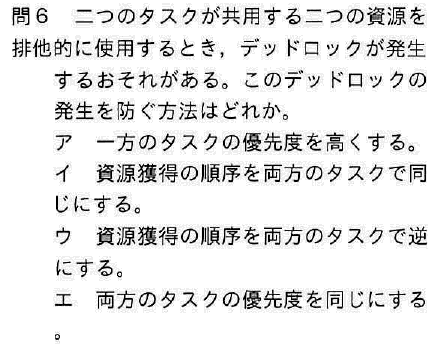 問6　二つのタスクが共用する二つの資源を
排他的に使用するとき，デッドロックが発生
するおそれがある。このデッドロックの
発生を防ぐ方法はどれか。
ア　一方のタスクの優先度を高くする。
イ　資源獲得の順序を両方のタスクで同
じにする。
ウ　資源獲得の順序を両方のタスクで逆
にする。
エ　両方のタスクの優先度を同じにする
。